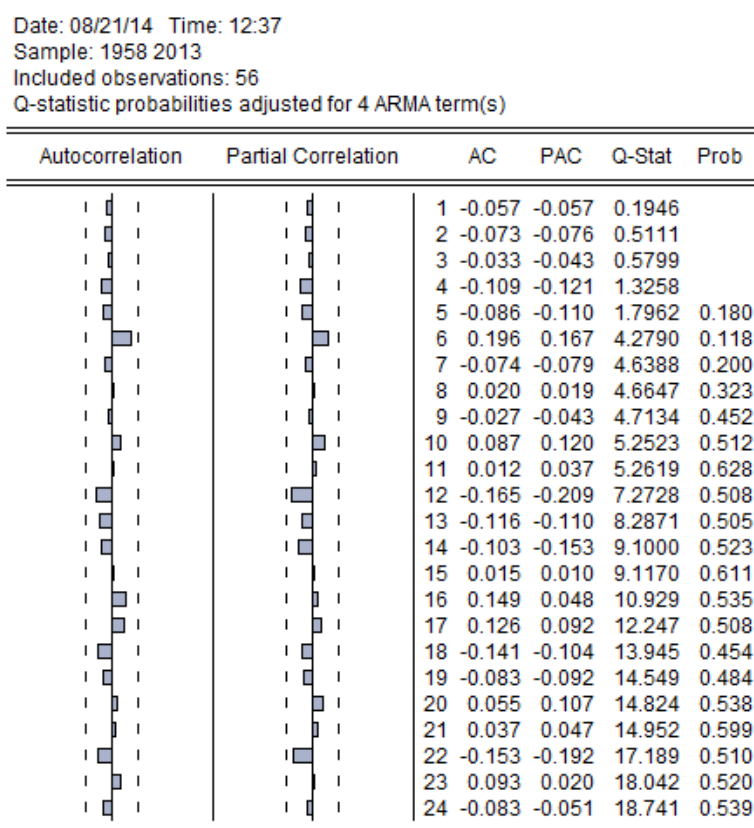 Date: 08/21/14 Time: 12:37
Sample: 1958 2013
Included observations: 56
Q-statistic probabilities adjusted for 4 ARMA term(s)
Autocorrelation Partial Correlation AC PAC Q-Stat Prob
1 -0.057 -0.057 0.1946
2 -0.073 -0.076 0.5111
3 -0.033 -0.043 0.5799
4 -0.109 -0.121 1.3258
5 -0.086 -0.110 1.7962 0.180
6 0.196 0.167 4.2790 0.118
7 -0.074 -0.079 4.6388 0.200
8 0.020 0.019 4.6647 0.323
9 -0.027 -0.043 4.7134 0.452
10 0.087 0.120 5.2523 0.512
11 0.012 0.037 5.2619 0.628
12 -0.165 -0.209 7.2728 0.508
13 -0.116 -0.110 8.2871 0.505
14 -0.103 -0.153 9.1000 0.523
15 0.015 0.010 9.1170 0.611
16 0.149 0.048 10.929 0.535
17 0.126 0.092 12.247 0.508
18 -0.141 -0.104 13.945 0.454
19 -0.083 -0.092 14.549 0.484
20 0.055 0.107 14.824 0.538
21 0.037 0.047 14.952 0.599
22 -0.153 -0.192 17.189 0.510
23 0.093 0.020 18.042 0.520
24 -0.083 -0.051 18.741 0.539